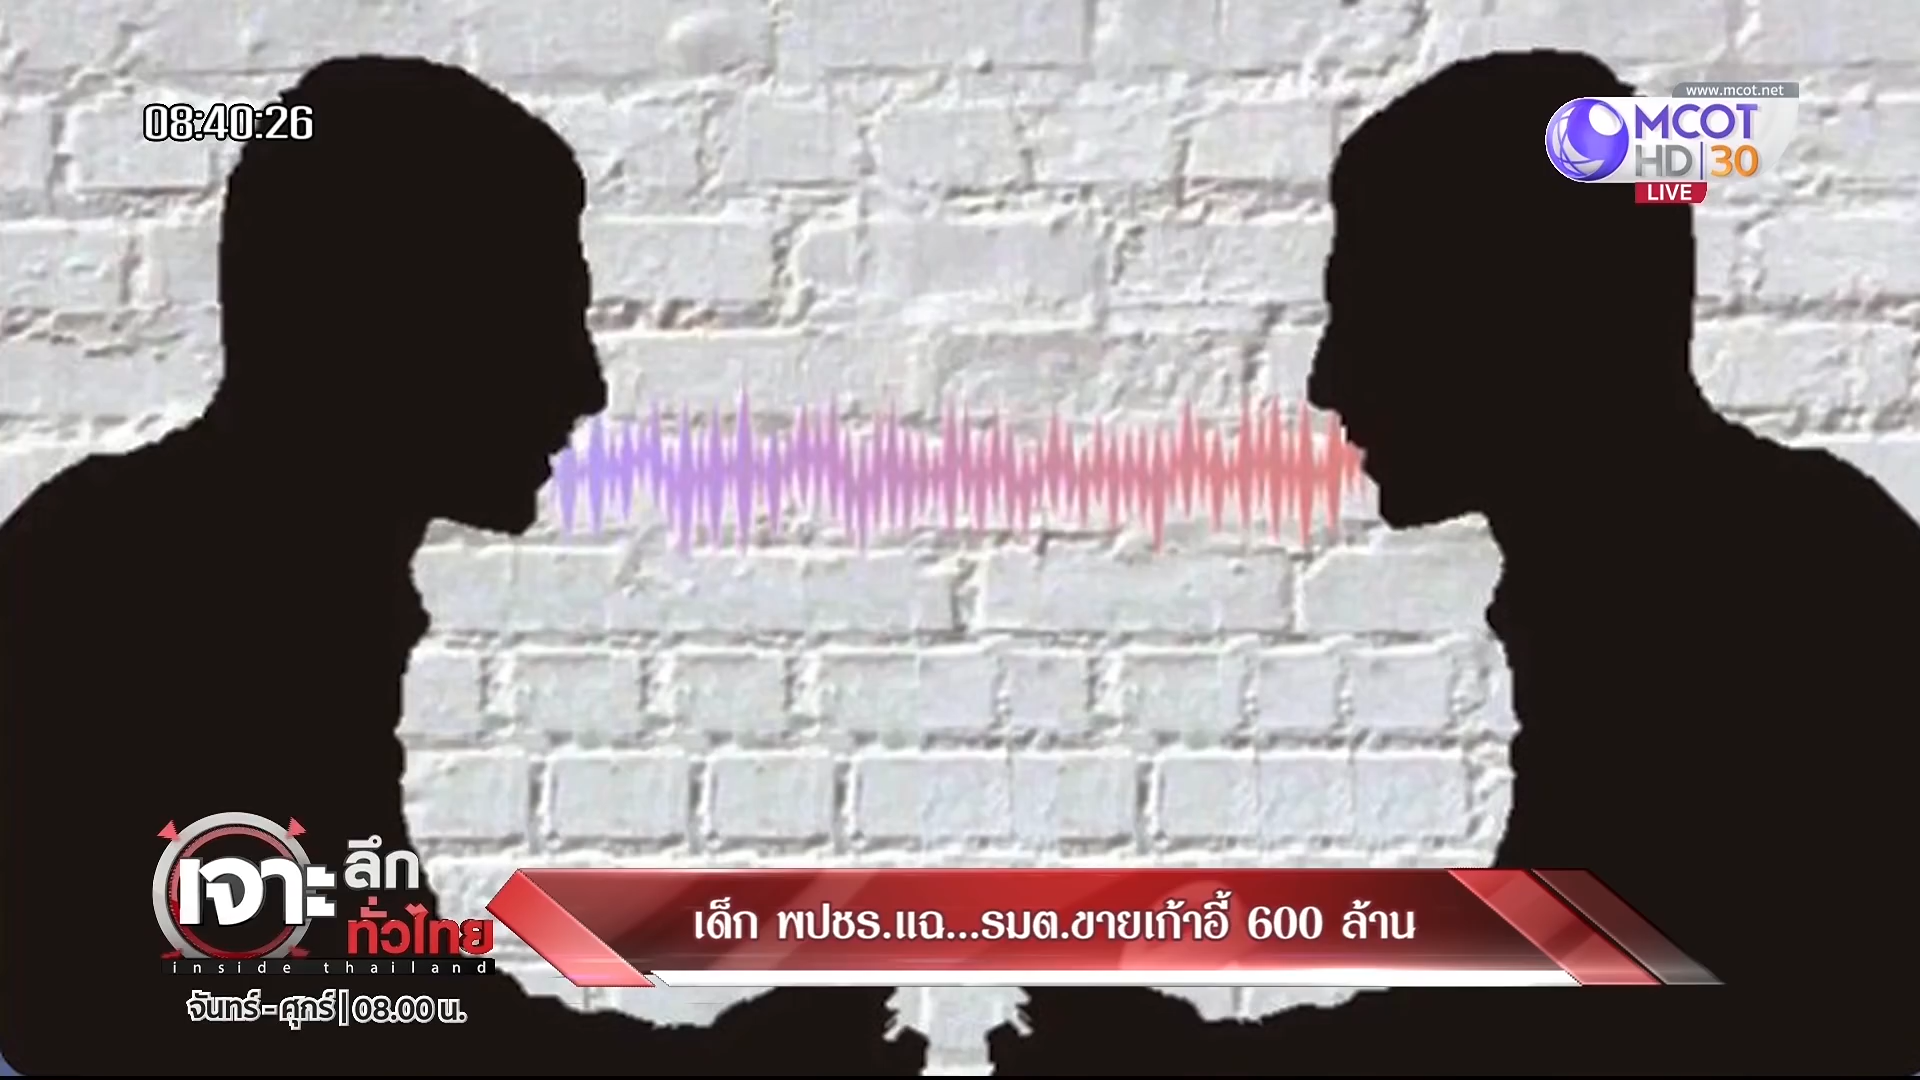 08:40:26
www.mcot.net
MCOT
HD 30
LIVE
เจาะลึก
ทั่วไทย
inside thailand
จันทร์-ศุกร์|08.00 น.
เด็ก พปชร.แฉ...รมต.ขายเก้าอี้ 600 ล้าน